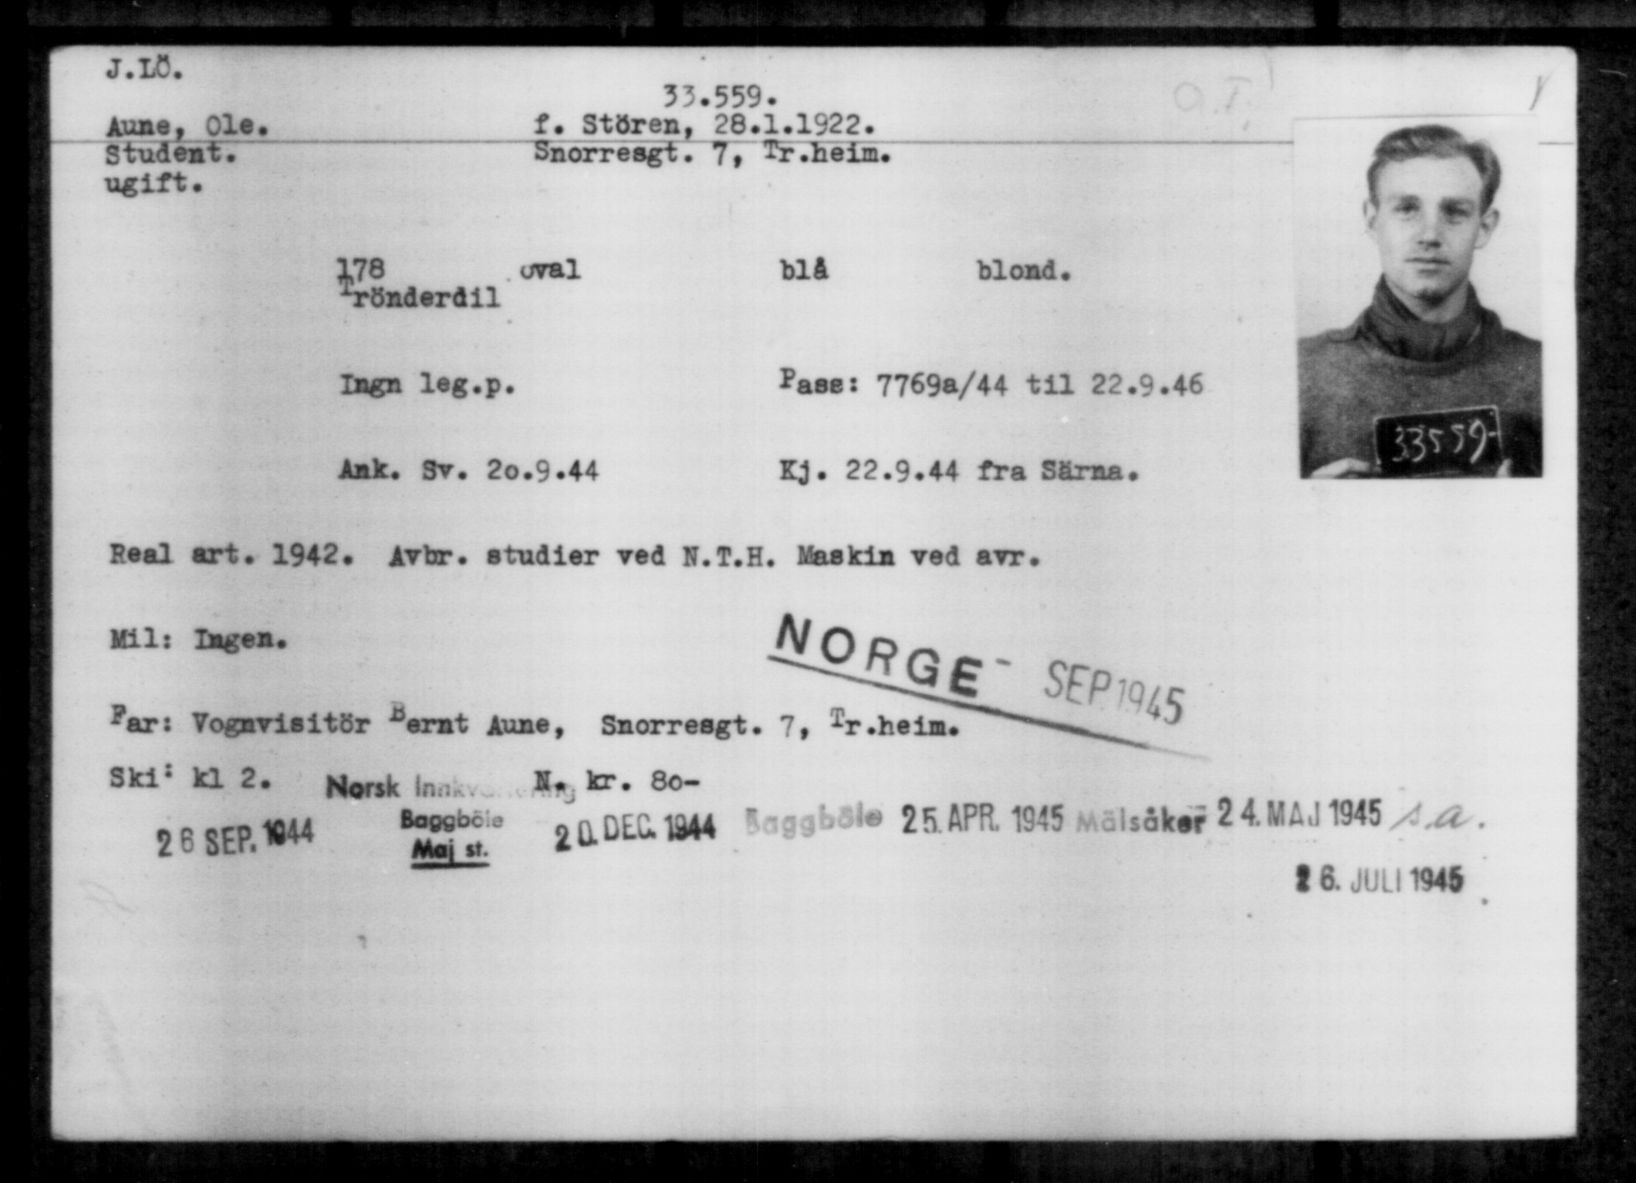 J.LÖ.
33.559.
O.T.
Aune, Ole. f. Stören, 28.1.1922.
Student. Snorresgt. 7, Tr.heim.
ugift.
178 oval blå blond.
Trönderdil
Ingn leg.p. Pass: 7769a/44 til 22.9.46
33559-
Ank. Sv. 2o.9.44 Kj. 22.9.44 fra Särna.
Real art. 1942. Avbr. studier ved N.T.H. Maskin ved avr.
Mil: Ingen.
NORGE - SEP 1945
Far: Vognvisitör Bernt Aune, Snorresgt. 7, Tr.heim.
Ski: kl 2. Norsk Innkvartering N. kr. 8o-
26 SEP. 1944 Baggböle 20. DEC. 1944 Baggböle 25. APR. 1945 Mälsåker 24. MAJ 1945 s.a.
Maj st.
26. JULI 1945